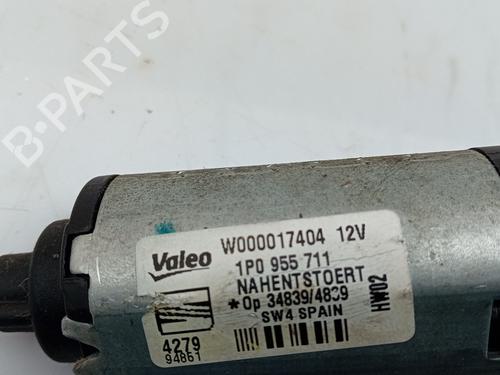 B-PARTS
Valeo
W000017404 12V
1P0 955 711
NAHENTSTOERT
*Op 34839/4839
SW4 SPAIN
HW02
4279
94861